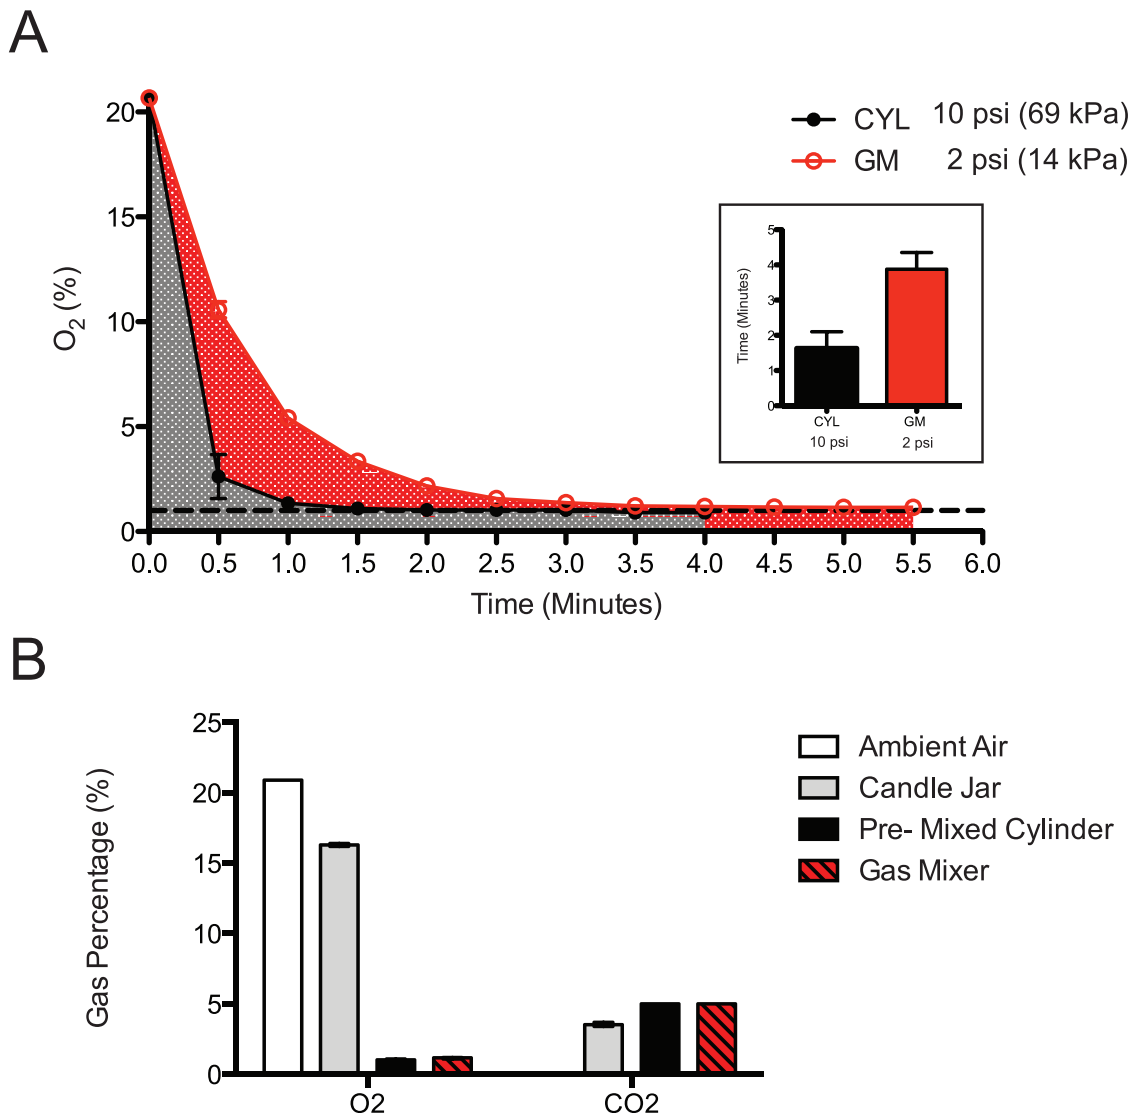 A
CYL 10 psi (69 kPa)
GM 2 psi (14 kPa)
O2 (%)
20
15
10
5
0
0.0 0.5 1.0 1.5 2.0 2.5 3.0 3.5 4.0 4.5 5.0 5.5 6.0
Time (Minutes)
Time (Minutes)
5
4
3
2
1
0
CYL GM
10 psi 2 psi
B
Gas Percentage (%)
25
20
15
10
5
0
O2 CO2
Ambient Air
Candle Jar
Pre- Mixed Cylinder
Gas Mixer